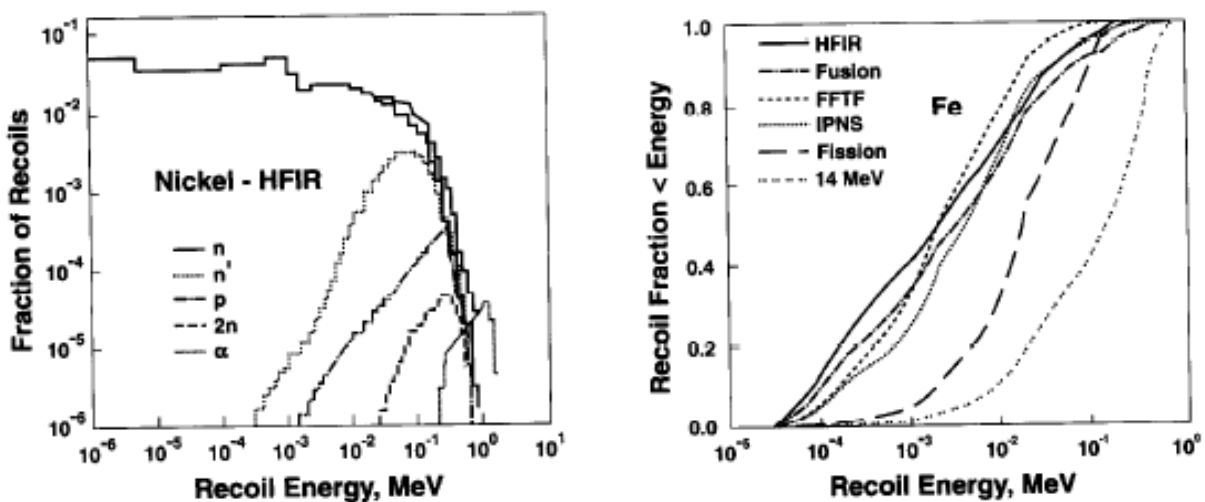 Fraction of Recoils
10⁻¹
10⁻²
10⁻³
10⁻⁴
10⁻⁵
10⁻⁶
Nickel - HFIR
n
n'
p
2n
α
10⁻⁶ 10⁻⁵ 10⁻⁴ 10⁻³ 10⁻² 10⁻¹ 10⁰ 10¹
Recoil Energy, MeV
Recoil Fraction < Energy
1.0
0.8
0.6
0.4
0.2
0.0
HFIR
Fusion
FFTF
IPNS
Fission
14 MeV
Fe
10⁻⁵ 10⁻⁴ 10⁻³ 10⁻² 10⁻¹ 10⁰
Recoil Energy, MeV